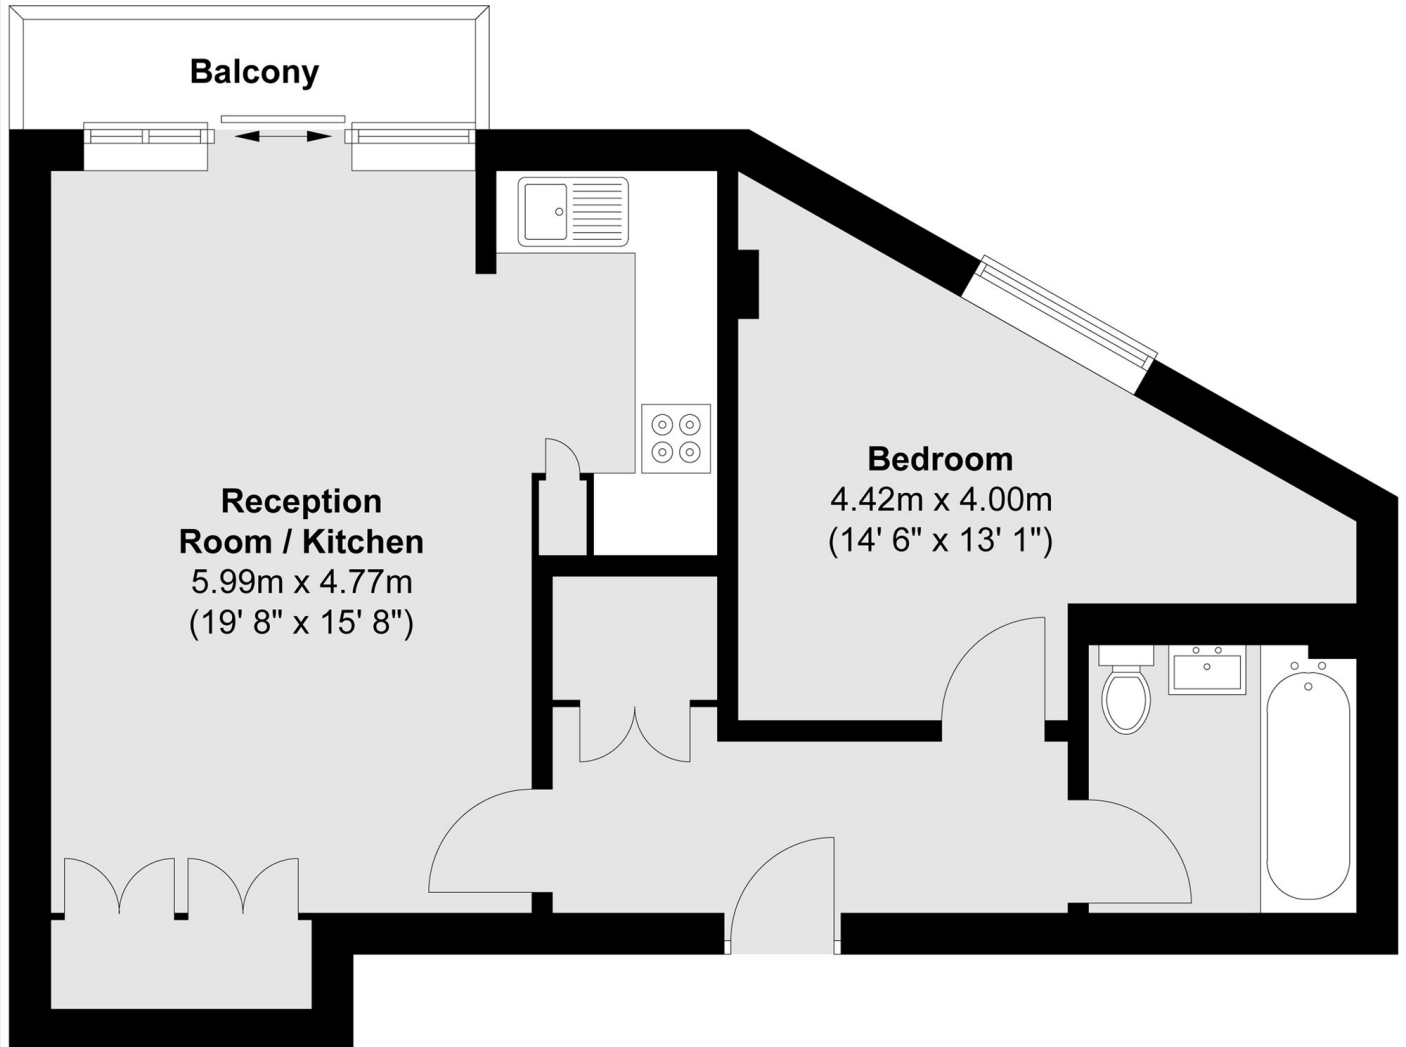 Balcony
Reception
Room / Kitchen
5.99m x 4.77m
(19' 8" x 15' 8")
Bedroom
4.42m x 4.00m
(14' 6" x 13' 1")